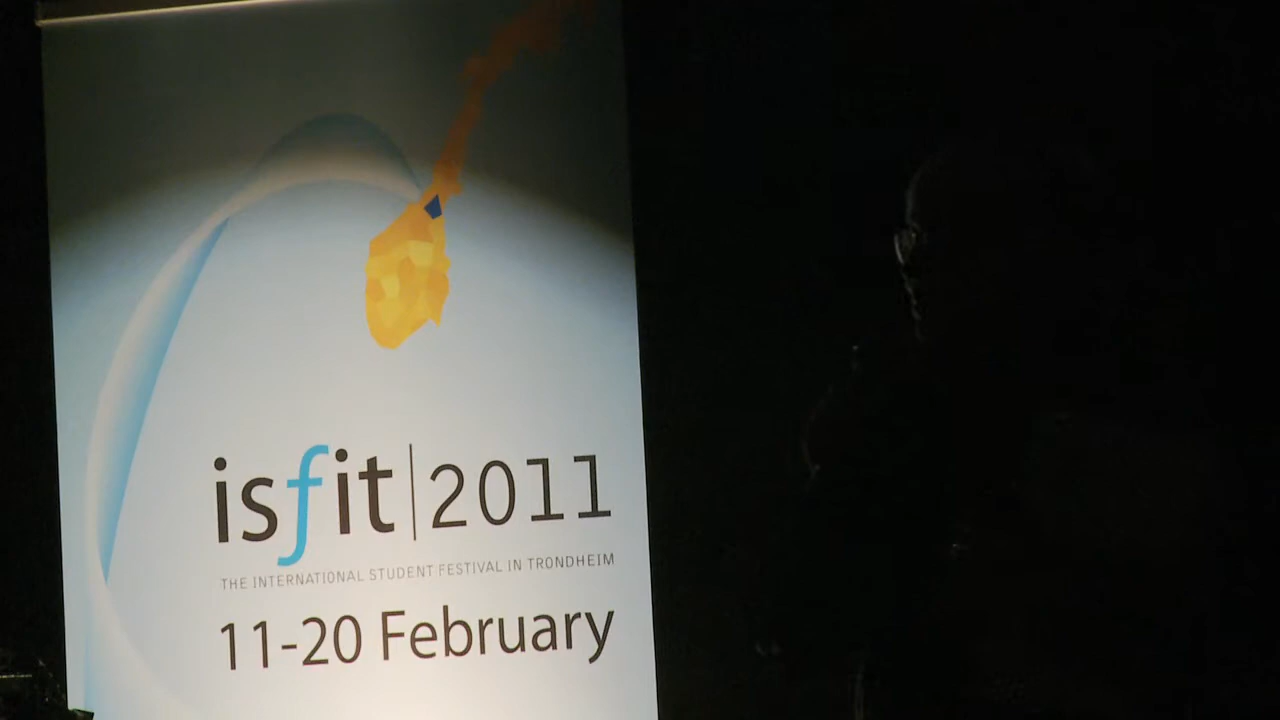 isfit|2011
THE INTERNATIONAL STUDENT FESTIVAL IN TRONDHEIM
11-20 February